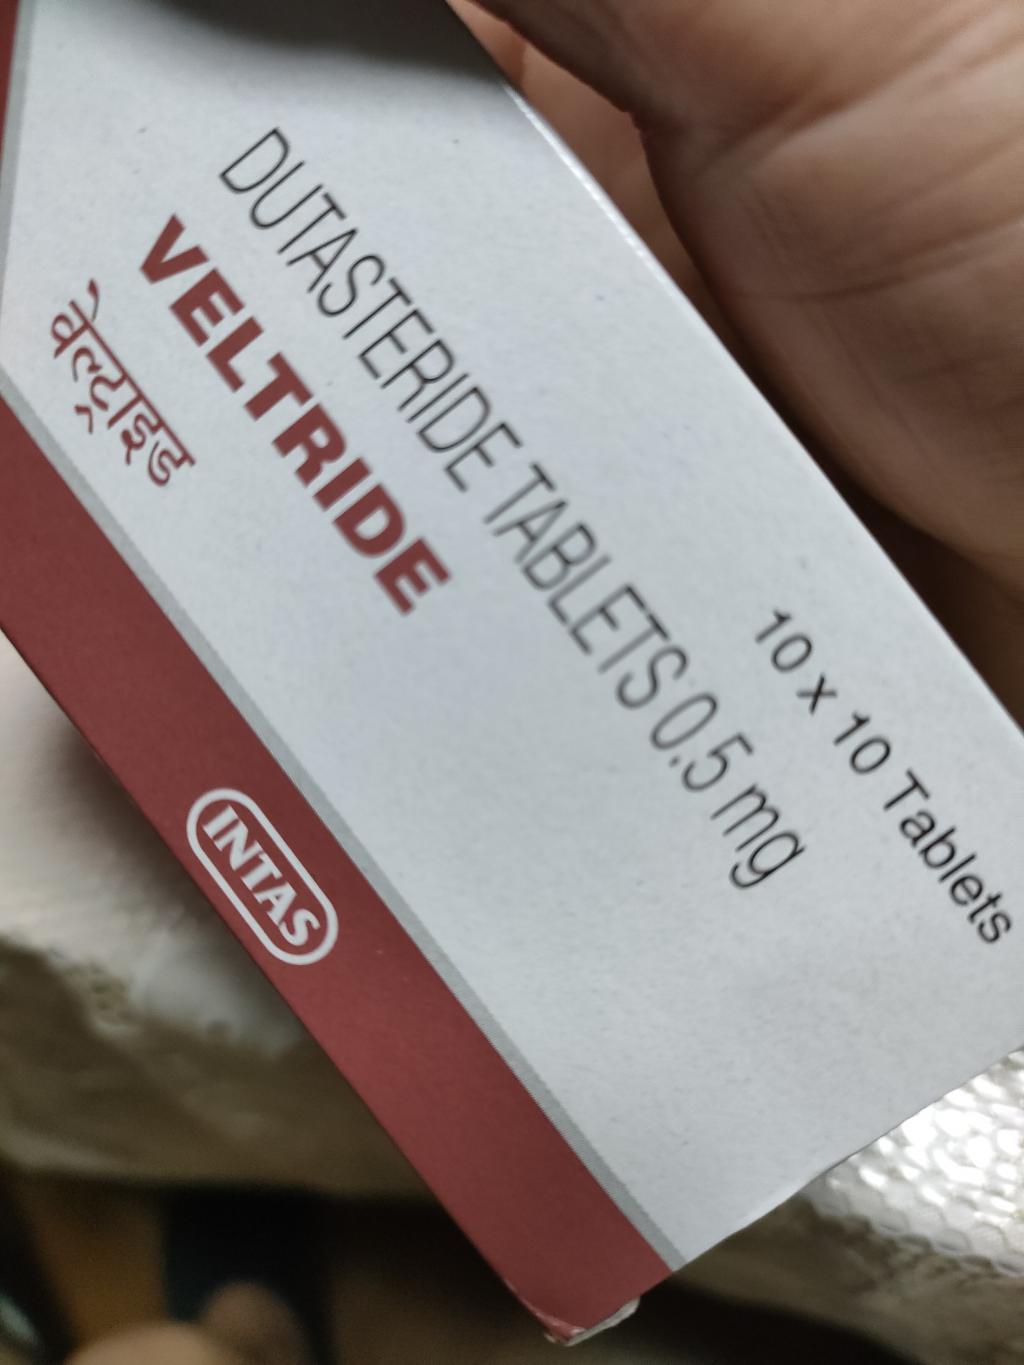 10 x 10 Tablets
DUTASTERIDE TABLETS 0.5 mg
VELTRIDE
वेल्ट्राइड
INTAS